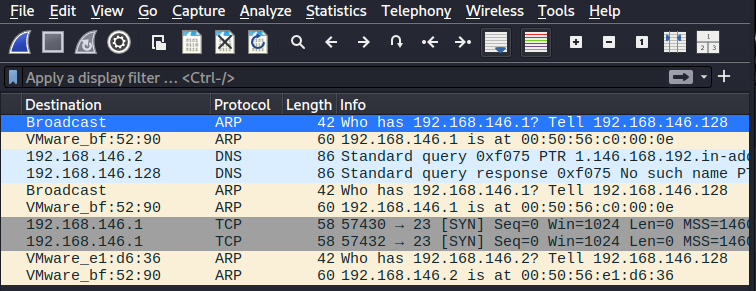 File Edit View Go Capture Analyze Statistics Telephony Wireless Tools Help
Apply a display filter … <Ctrl-/>
Destination Protocol Length Info
Broadcast ARP 42 Who has 192.168.146.1? Tell 192.168.146.128
VMware_bf:52:90 ARP 60 192.168.146.1 is at 00:50:56:c0:00:0e
192.168.146.2 DNS 86 Standard query 0xf075 PTR 1.146.168.192.in-add
192.168.146.128 DNS 86 Standard query response 0xf075 No such name PT
Broadcast ARP 42 Who has 192.168.146.1? Tell 192.168.146.128
VMware_bf:52:90 ARP 60 192.168.146.1 is at 00:50:56:c0:00:0e
192.168.146.1 TCP 58 57430 → 23 [SYN] Seq=0 Win=1024 Len=0 MSS=1460
192.168.146.1 TCP 58 57432 → 23 [SYN] Seq=0 Win=1024 Len=0 MSS=1460
VMware_e1:d6:36 ARP 42 Who has 192.168.146.2? Tell 192.168.146.128
VMware_bf:52:90 ARP 60 192.168.146.2 is at 00:50:56:e1:d6:36